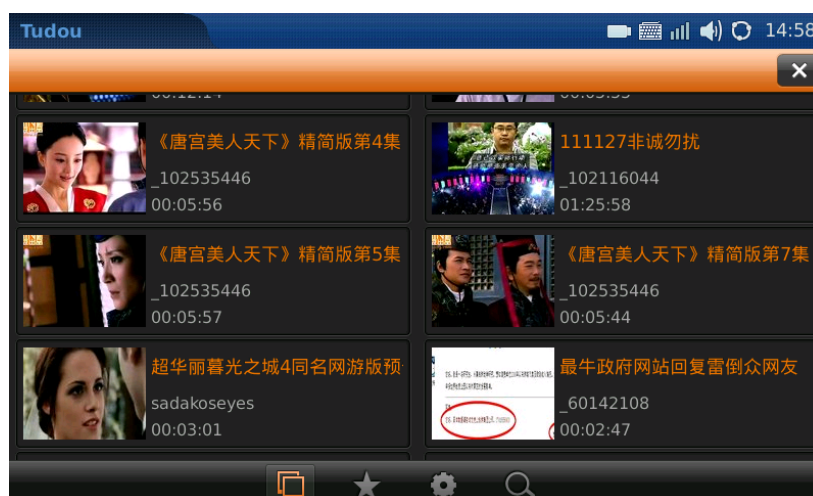 Tudou
14:58
《唐宫美人天下》精简版第4集
_102535446
00:05:56
111127非诚勿扰
_102116044
01:25:58
《唐宫美人天下》精简版第5集
_102535446
00:05:57
《唐宫美人天下》精简版第7集
_102535446
00:05:44
超华丽暮光之城4同名网游版预
sadakoseyes
00:03:01
最牛政府网站回复雷倒众网友
_60142108
00:02:47